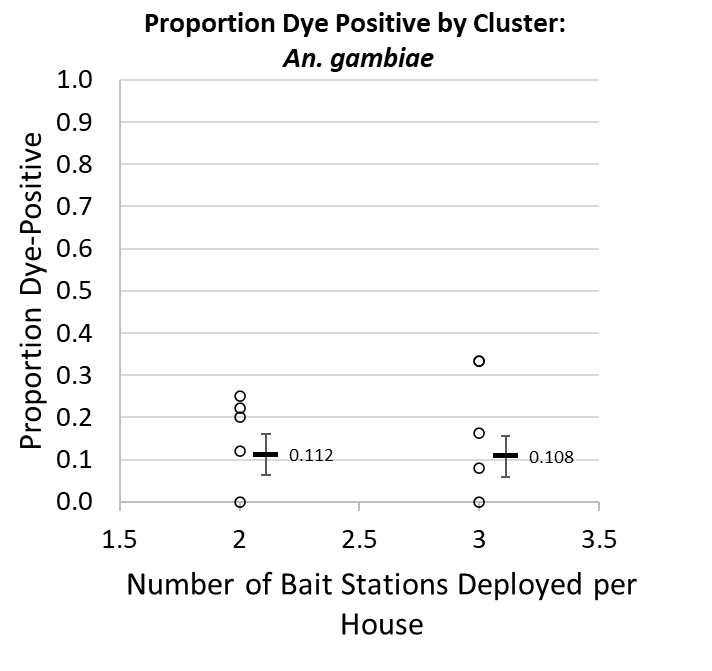 Proportion Dye Positive by Cluster:
An. gambiae
1.0
0.9
0.8
0.7
0.6
0.5
0.4
0.3
0.2
0.1
0.0
Proportion Dye-Positive
0.112
0.108
1.5 2 2.5 3 3.5
Number of Bait Stations Deployed per
House